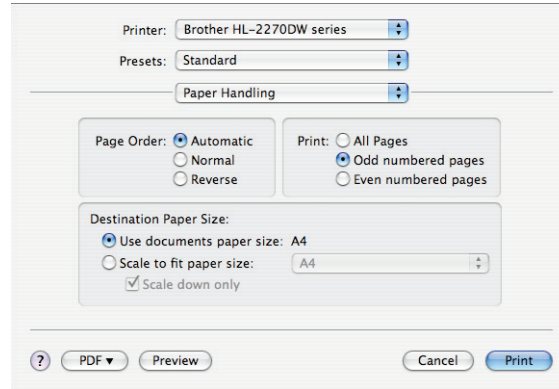 Printer: Brother HL-2270DW series
Presets: Standard
Paper Handling
Page Order: Automatic
Normal
Reverse
Print: All Pages
Odd numbered pages
Even numbered pages
Destination Paper Size:
Use documents paper size: A4
Scale to fit paper size: A4
Scale down only
? PDF ▼ Preview Cancel Print